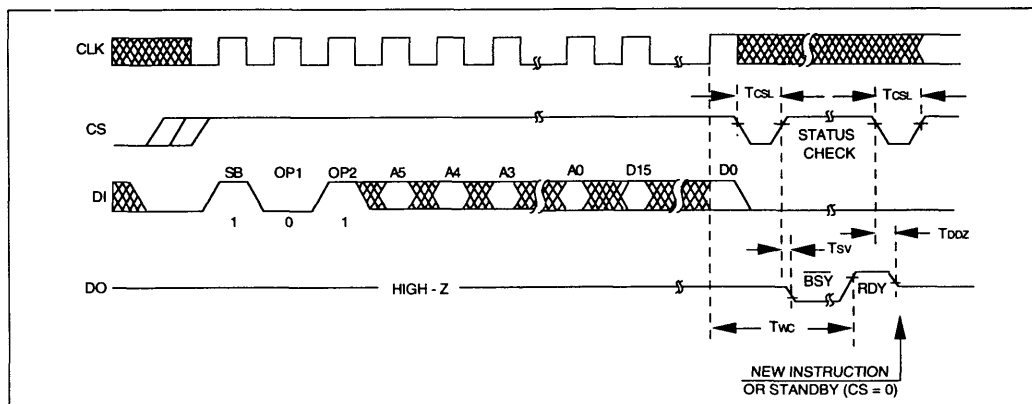 CLK
TCSL
TCSL
CS
STATUS
CHECK
SB OP1 OP2 A5 A4 A3 A0 D15 D0
DI
1 0 1
TSV
TDDZ
DO HIGH - Z BSY RDY
TWC
NEW INSTRUCTION
OR STANDBY (CS = 0)